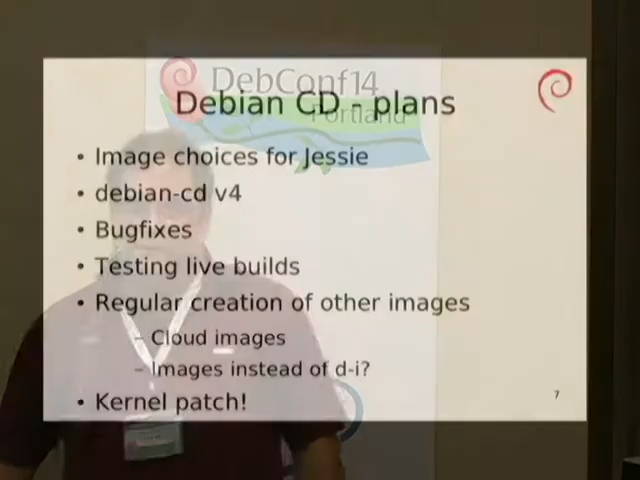 DebConf14
Debian CD - plans
Portland
• Image choices for Jessie
• debian-cd v4
• Bugfixes
• Testing live builds
• Regular creation of other images
– Cloud images
– Images instead of d-i?
• Kernel patch!
7